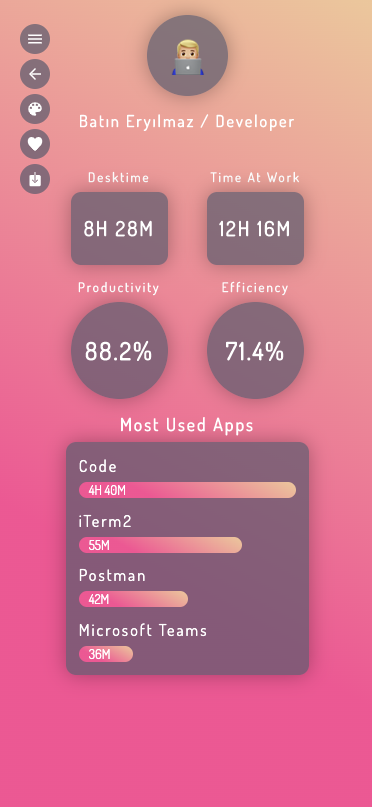 Batın Eryılmaz / Developer
Desktime
Time At Work
8H 28M
12H 16M
Productivity
Efficiency
88.2%
71.4%
Most Used Apps
Code
4H 40M
iTerm2
55M
Postman
42M
Microsoft Teams
36M